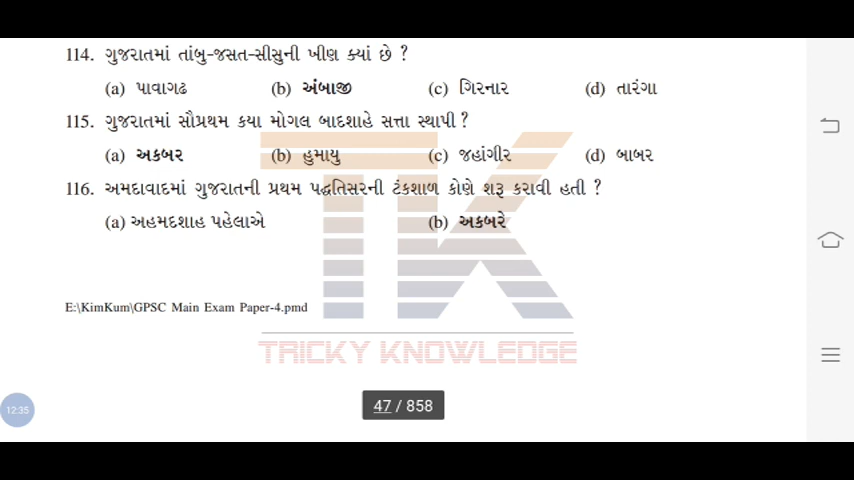 114. ગુજરાતમાં તાંબુ-જસત-સીસુની ખીણ ક્યાં છે ?
(a) પાવાગઢ (b) અંબાજી (c) ગિરનાર (d) તારંગા
115. ગુજરાતમાં સૌપ્રથમ કયા મોગલ બાદશાહે સત્તા સ્થાપી ?
(a) અકબર (b) હુમાયુ (c) જહાંગીર (d) બાબર
116. અમદાવાદમાં ગુજરાતની પ્રથમ પદ્ધતિસરની ટંકશાળ કોણે શરૂ કરાવી હતી ?
(a) અહમદશાહ પહેલાએ (b) અકબરે
E:\KimKum\GPSC Main Exam Paper-4.pmd
TRICKY KNOWLEDGE
47 / 858
12:35